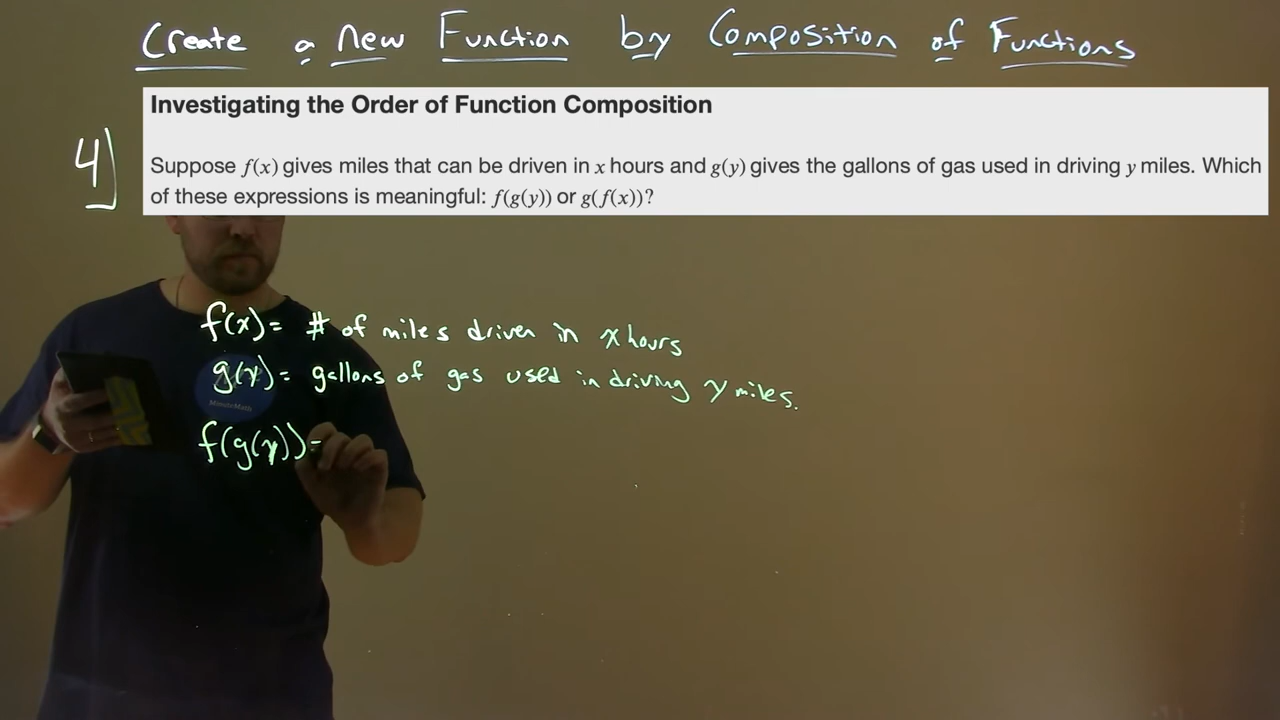 Create a new Function by Composition of Functions
Investigating the Order of Function Composition
4]
Suppose f(x) gives miles that can be driven in x hours and g(y) gives the gallons of gas used in driving y miles. Which
of these expressions is meaningful: f(g(y)) or g(f(x))?
f(x) = # of miles driven in x hours
g(y) = gallons of gas used in driving y miles.
MinuteMath
f(g(y)) =